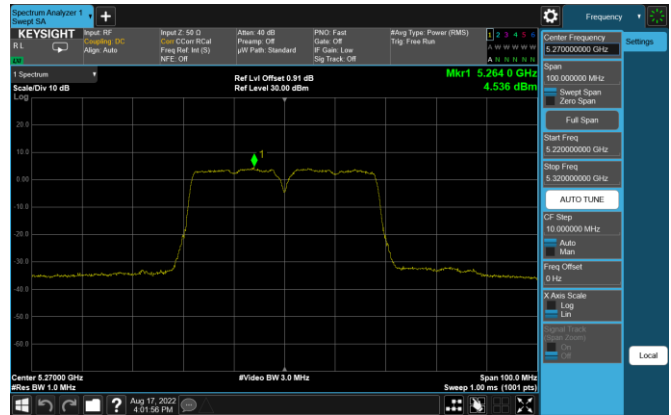 Spectrum Analyzer 1
Swept SA
Frequency
KEYSIGHT
RL
LV
Input: RF
Coupling: DC
Align: Auto
Input Z: 50 Ω
Corr CCorr RCal
Freq Ref: Int (S)
NFE: Off
Atten: 40 dB
Preamp: Off
µW Path: Standard
PNO: Fast
Gate: Off
IF Gain: Low
Sig Track: Off
#Avg Type: Power (RMS)
Trig: Free Run
1 2 3 4 5 6
A W W W W W
A N N N N N
1 Spectrum
Scale/Div 10 dB
Log
Ref Lvl Offset 0.91 dB
Ref Level 30.00 dBm
Mkr1 5.264 0 GHz
4.536 dBm
20.0
10.0
0.00
-10.0
-20.0
-30.0
-40.0
-50.0
-60.0
1
Center 5.27000 GHz
#Res BW 1.0 MHz
#Video BW 3.0 MHz
Span 100.0 MHz
Sweep 1.00 ms (1001 pts)
Aug 17, 2022
4:01:56 PM
Center Frequency
5.270000000 GHz
Span
100.000000 MHz
Swept Span
Zero Span
Full Span
Start Freq
5.220000000 GHz
Stop Freq
5.320000000 GHz
AUTO TUNE
CF Step
10.000000 MHz
Auto
Man
Freq Offset
0 Hz
X Axis Scale
Log
Lin
Signal Track
(Span Zoom)
On
Off
Settings
Local